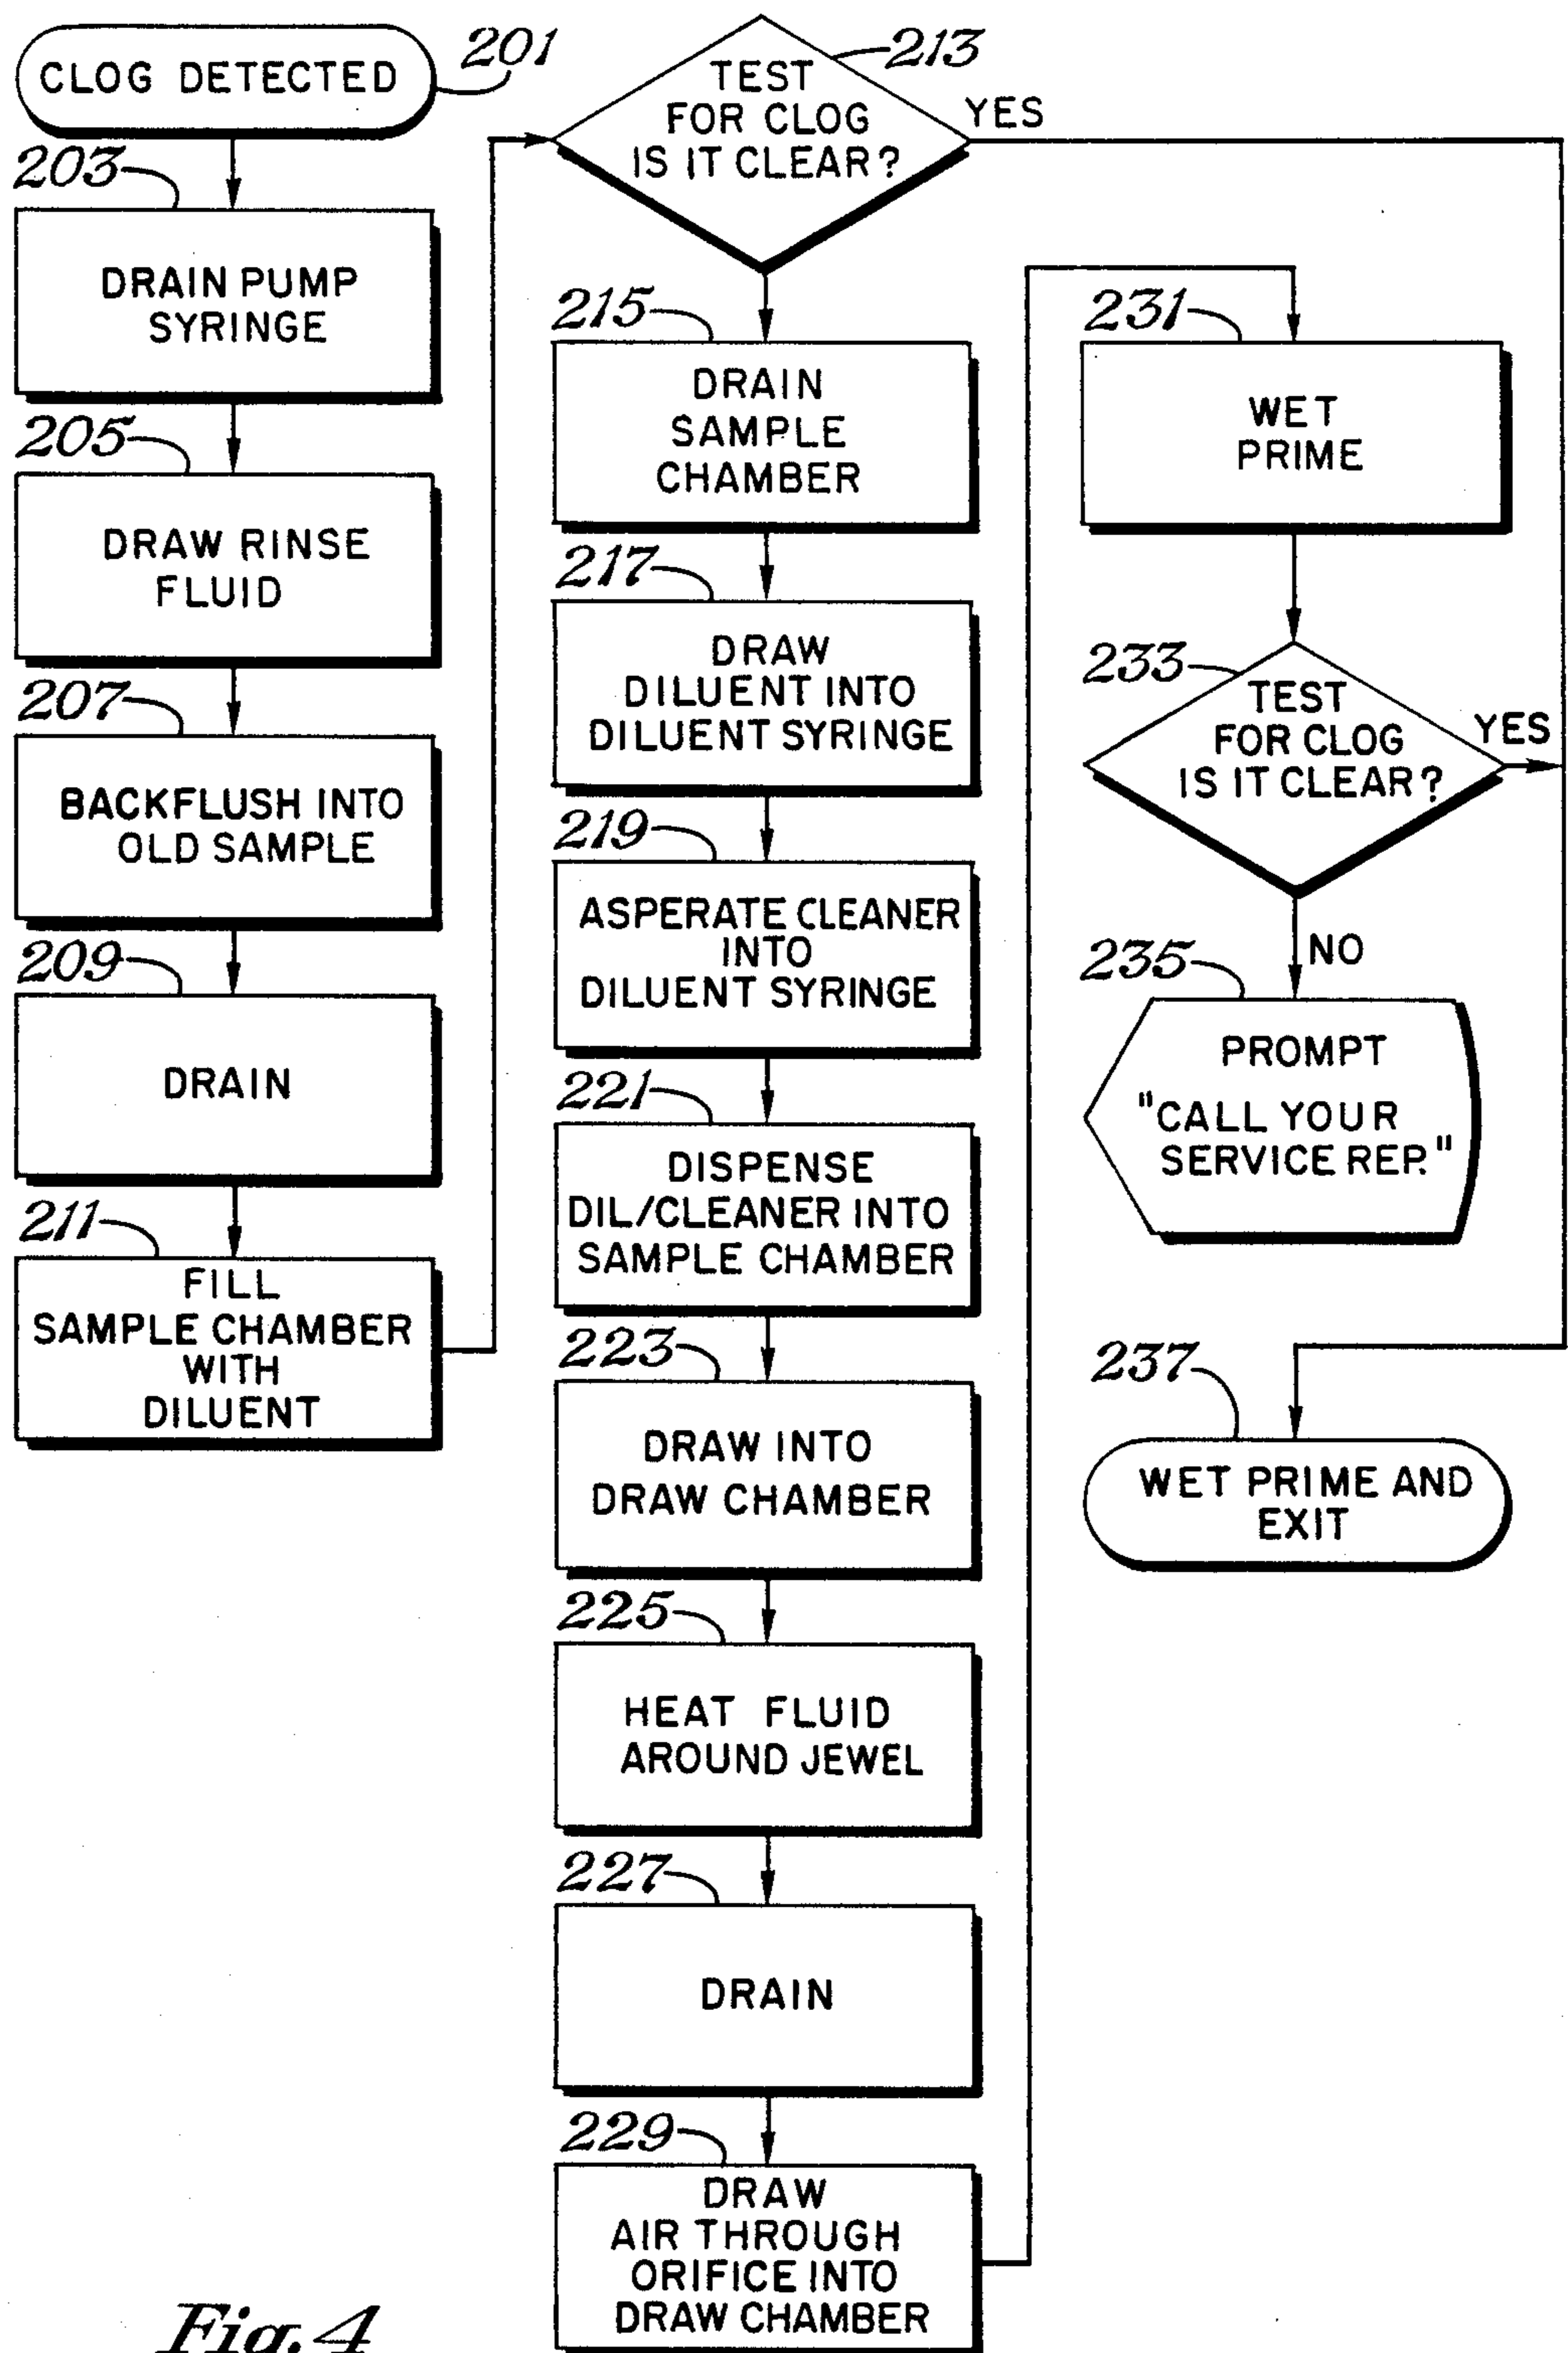 CLOG DETECTED
201
203
DRAIN PUMP
SYRINGE
205
DRAW RINSE
FLUID
207
BACKFLUSH INTO
OLD SAMPLE
209
DRAIN
211
FILL
SAMPLE CHAMBER
WITH
DILUENT
213
TEST
FOR CLOG
IS IT CLEAR?
YES
215
DRAIN
SAMPLE
CHAMBER
217
DRAW
DILUENT INTO
DILUENT SYRINGE
219
ASPERATE CLEANER
INTO
DILUENT SYRINGE
221
DISPENSE
DIL/CLEANER INTO
SAMPLE CHAMBER
223
DRAW INTO
DRAW CHAMBER
225
HEAT FLUID
AROUND JEWEL
227
DRAIN
229
DRAW
AIR THROUGH
ORIFICE INTO
DRAW CHAMBER
231
WET
PRIME
233
TEST
FOR CLOG
IS IT CLEAR?
YES
NO
235
PROMPT
"CALL YOUR
SERVICE REP."
237
WET PRIME AND
EXIT
Fig. 4